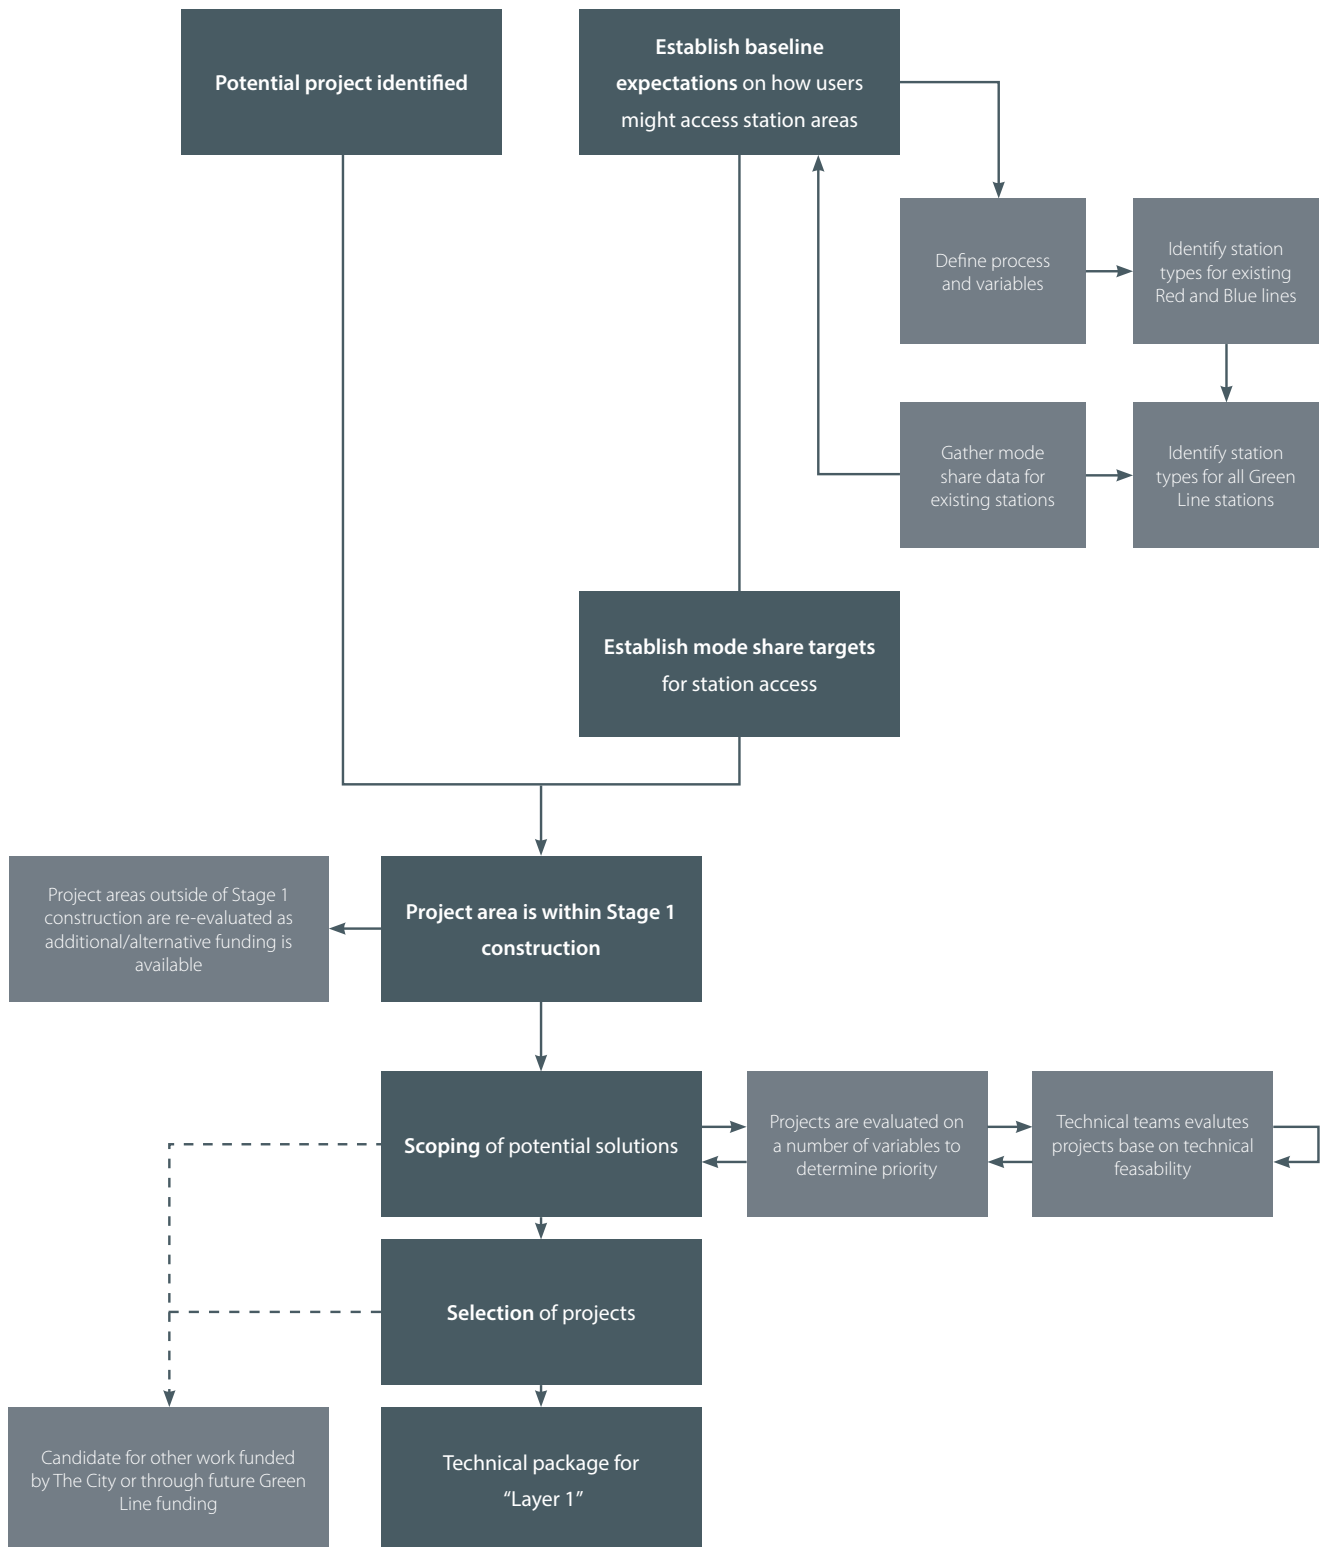 Potential project identified
Establish baseline
expectations on how users
might access station areas
Define process
and variables
Identify station
types for existing
Red and Blue lines
Gather mode
share data for
existing stations
Identify station
types for all Green
Line stations
Establish mode share targets
for station access
Project areas outside of Stage 1
construction are re-evaluated as
additional/alternative funding is
available
Project area is within Stage 1
construction
Scoping of potential solutions
Projects are evaluated on
a number of variables to
determine priority
Technical teams evalutes
projects base on technical
feasability
Selection of projects
Candidate for other work funded
by The City or through future Green
Line funding
Technical package for
“Layer 1”